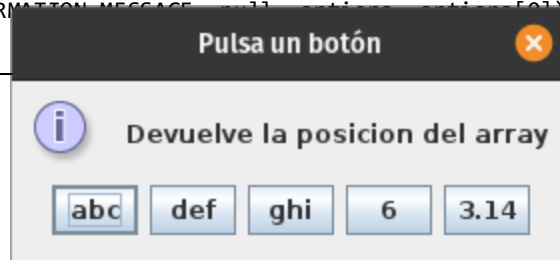 Pulsa un botón
i
Devuelve la posicion del array
abc def ghi 6 3.14